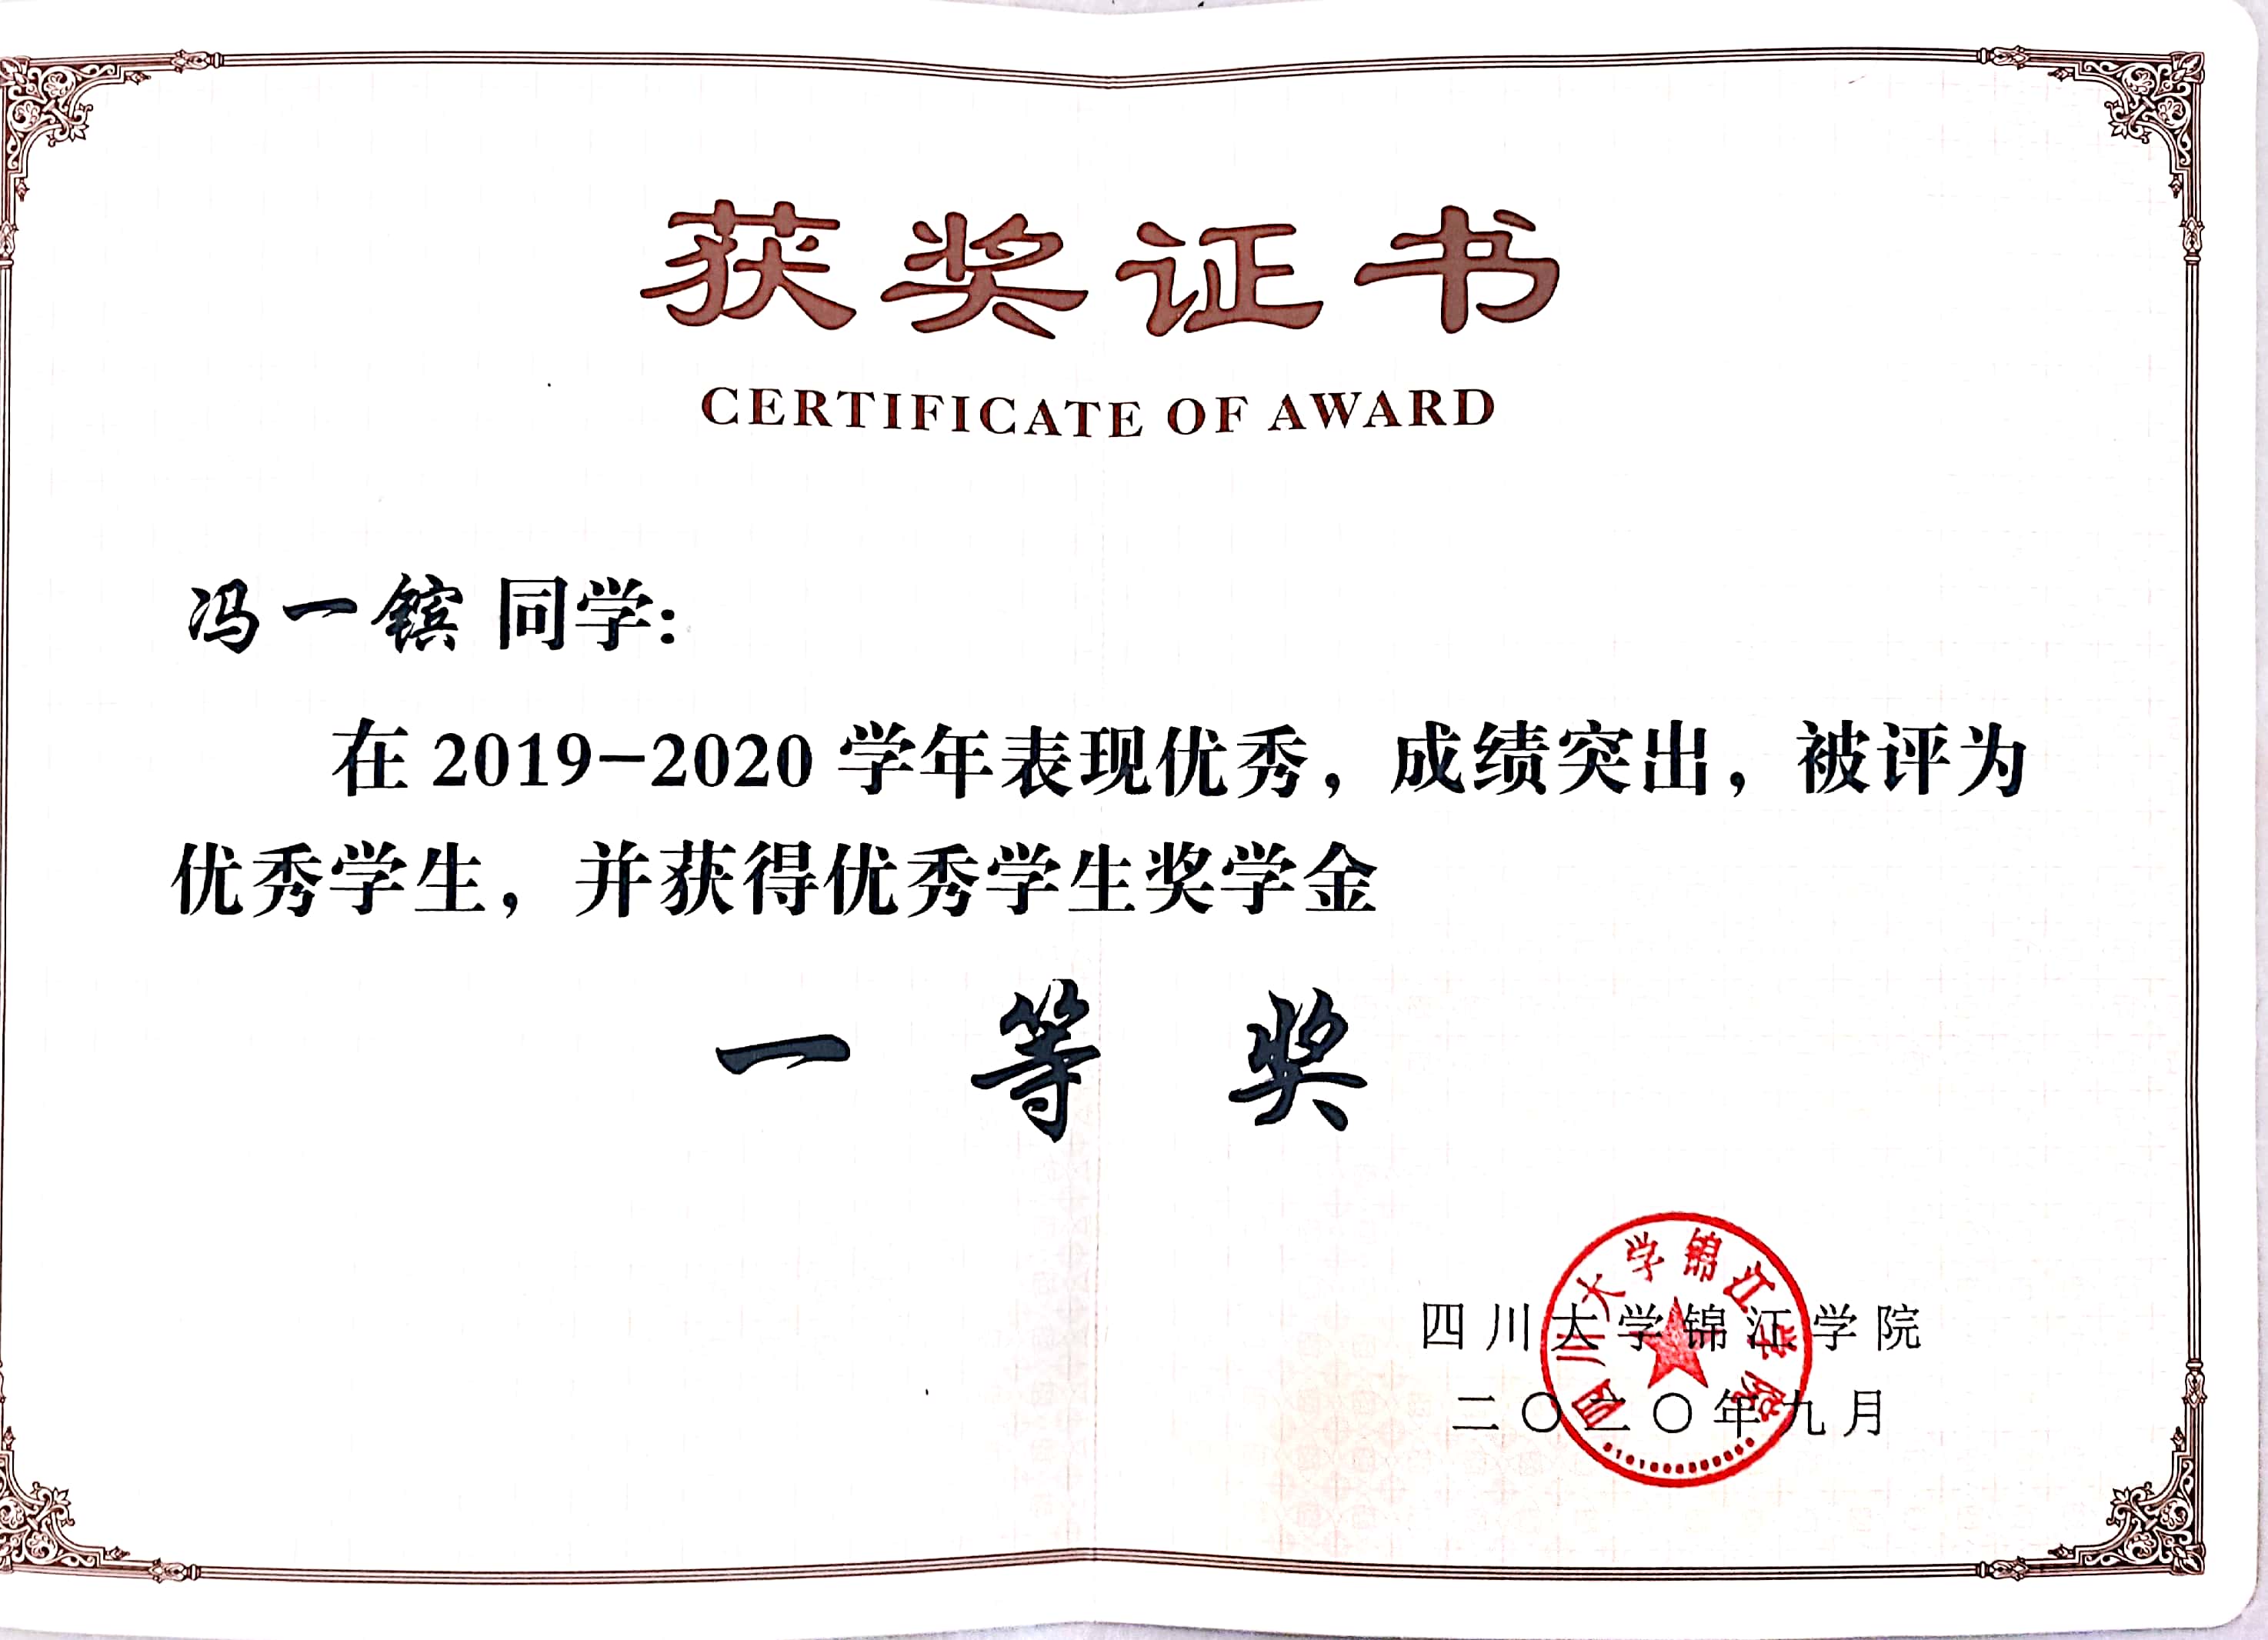 获奖证书
CERTIFICATE OF AWARD
冯一镔 同学:
在 2019-2020 学年表现优秀，成绩突出，被评为
优秀学生，并获得优秀学生奖学金
一 等 奖
四川大学锦江学院
四川大学锦江学院
二〇二〇年九月